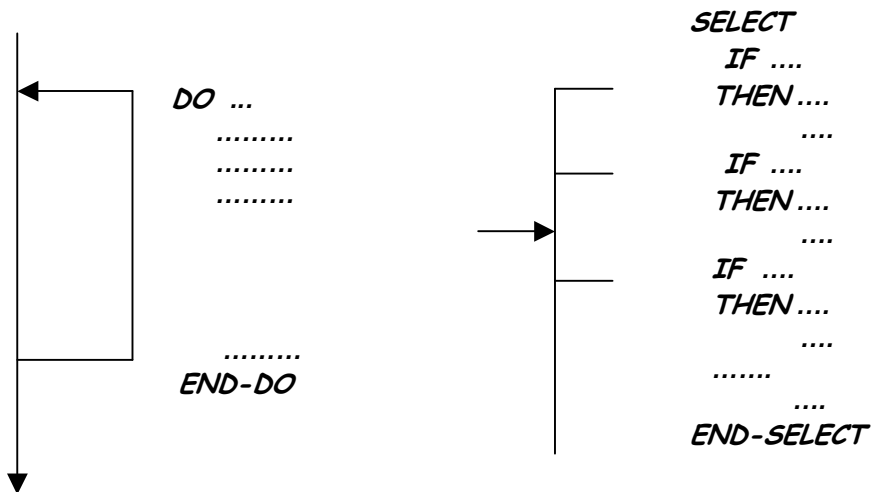 DO ...
.........
.........
.........
.........
END-DO
SELECT
IF ....
THEN ....
....
IF ....
THEN ....
....
IF ....
THEN ....
....
.......
....
END-SELECT